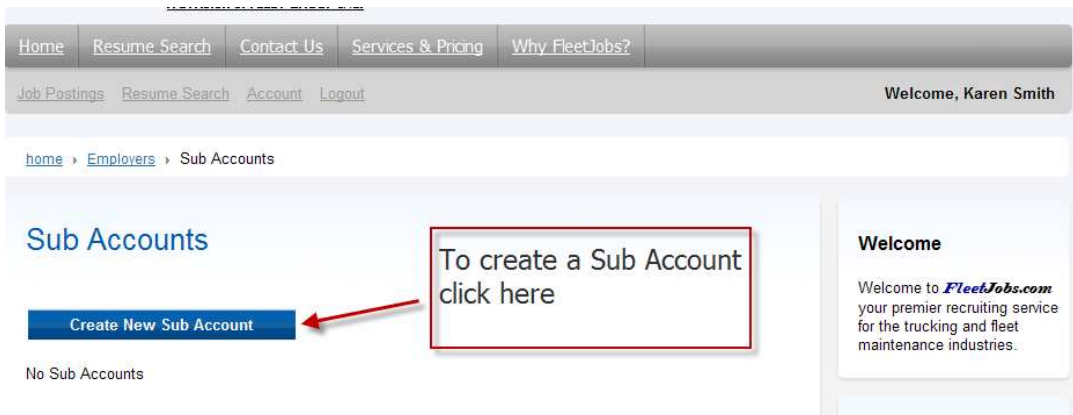 Home Resume Search Contact Us Services & Pricing Why FleetJobs?
Job Postings Resume Search Account Logout Welcome, Karen Smith
home Employers Sub Accounts
Sub Accounts
To create a Sub Account
click here
Create New Sub Account
No Sub Accounts
Welcome
Welcome to FleetJobs.com
your premier recruiting service
for the trucking and fleet
maintenance industries.